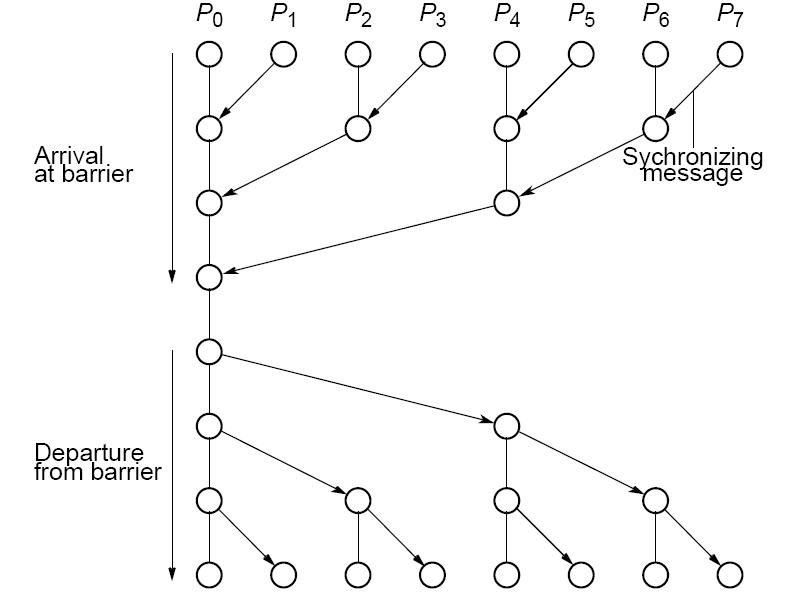 P0 P1 P2 P3 P4 P5 P6 P7
Arrival
at barrier
Sychronizing
message
Departure
from barrier